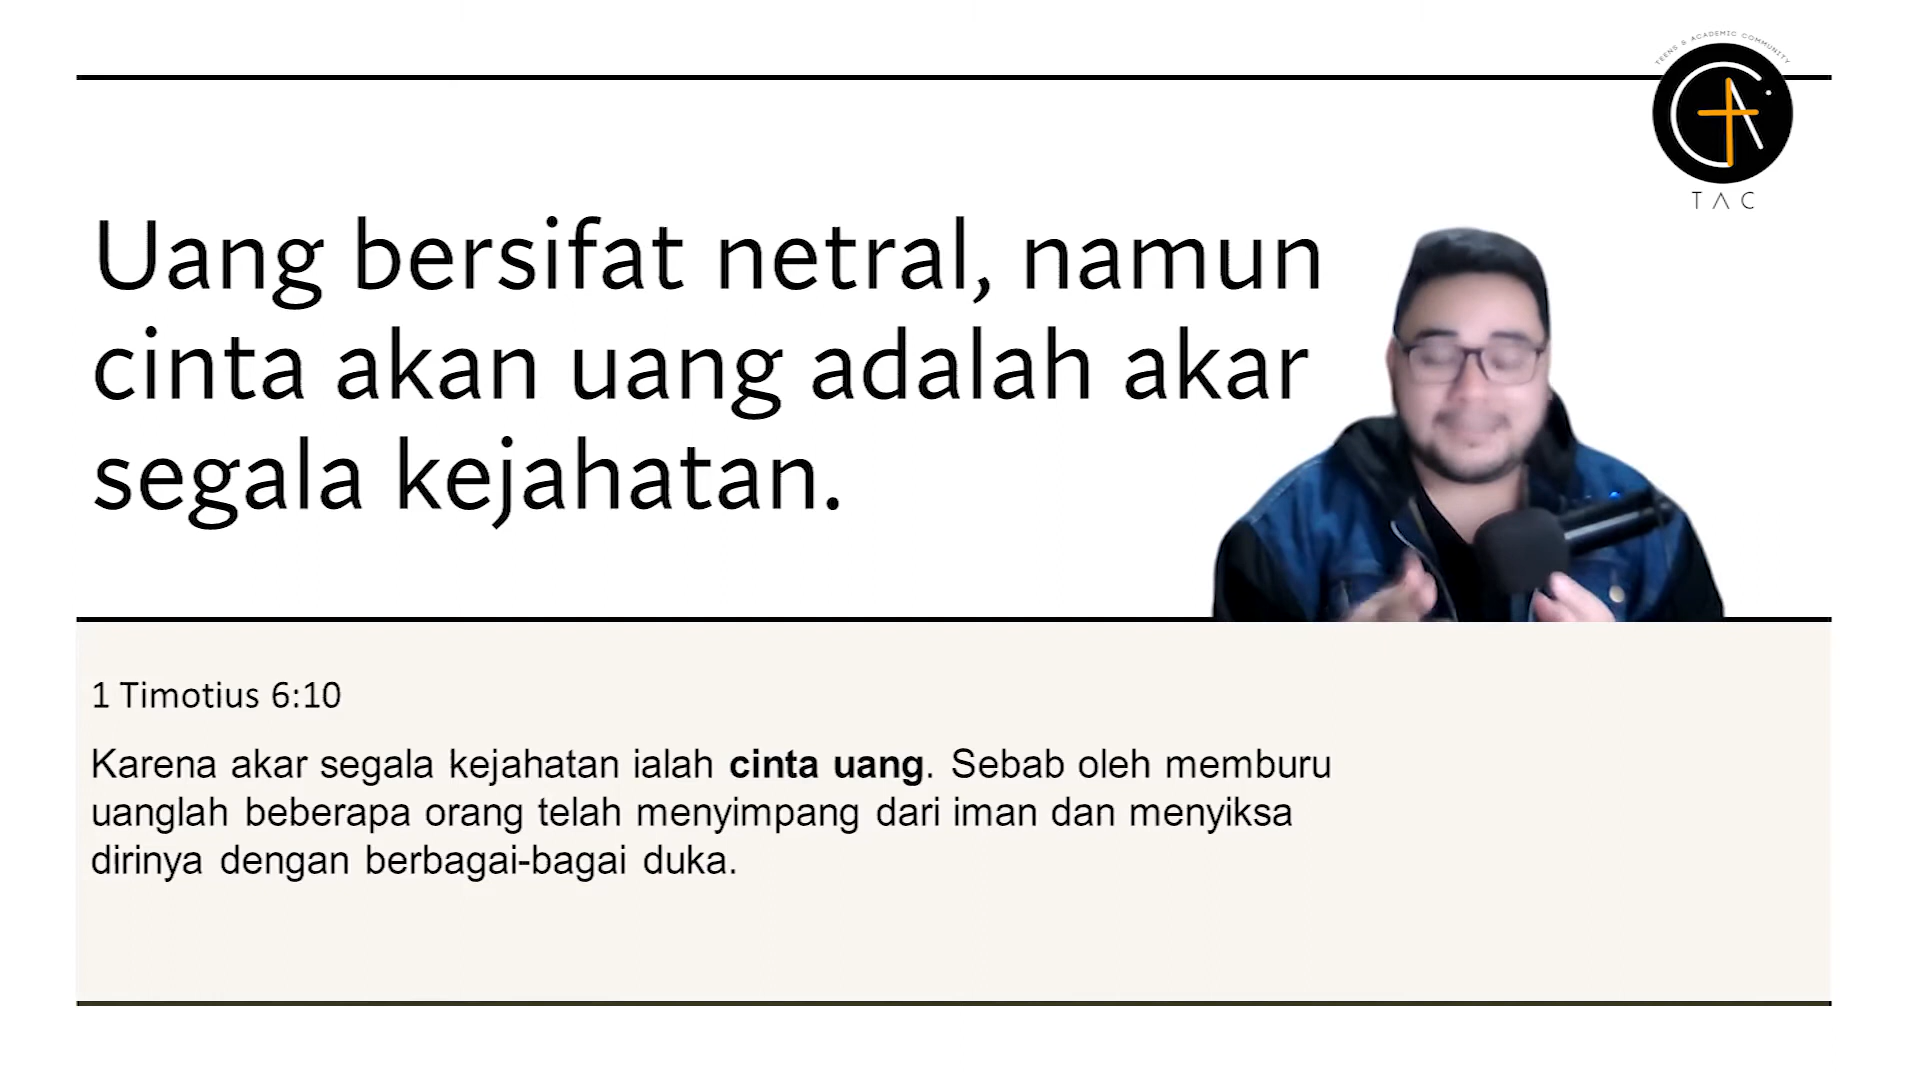 TEENS & ACADEMIC COMMUNITY
TAC
Uang bersifat netral, namun
cinta akan uang adalah akar
segala kejahatan.
1 Timotius 6:10
Karena akar segala kejahatan ialah cinta uang. Sebab oleh memburu
uanglah beberapa orang telah menyimpang dari iman dan menyiksa
dirinya dengan berbagai-bagai duka.